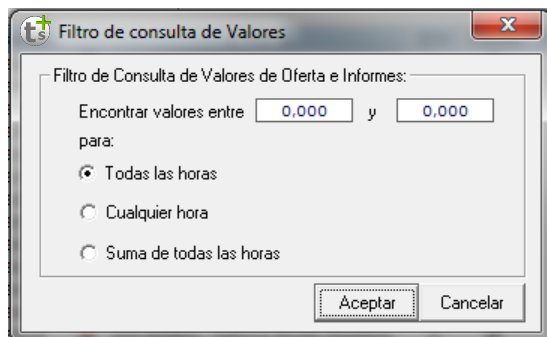 ts+ Filtro de consulta de Valores
Filtro de Consulta de Valores de Oferta e Informes:
Encontrar valores entre 0,000 y 0,000
para:
Todas las horas
Cualquier hora
Suma de todas las horas
Aceptar Cancelar